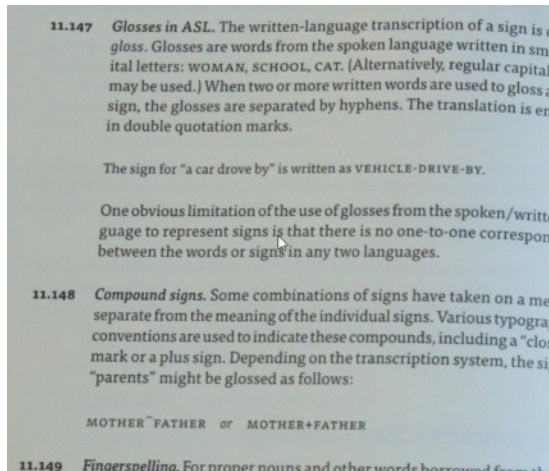 11.147 Glosses in ASL. The written-language transcription of a sign is
gloss. Glosses are words from the spoken language written in sm
ital letters: WOMAN, SCHOOL, CAT. (Alternatively, regular capital
may be used.) When two or more written words are used to gloss a
sign, the glosses are separated by hyphens. The translation is en
in double quotation marks.
The sign for “a car drove by” is written as VEHICLE-DRIVE-BY.
One obvious limitation of the use of glosses from the spoken/writt
guage to represent signs is that there is no one-to-one correspon
between the words or signs in any two languages.
11.148 Compound signs. Some combinations of signs have taken on a me
separate from the meaning of the individual signs. Various typogra
conventions are used to indicate these compounds, including a “clos
mark or a plus sign. Depending on the transcription system, the si
“parents” might be glossed as follows:
MOTHER⁀FATHER or MOTHER+FATHER
11.149 Fingerspelling. For proper nouns and other words borrowed from